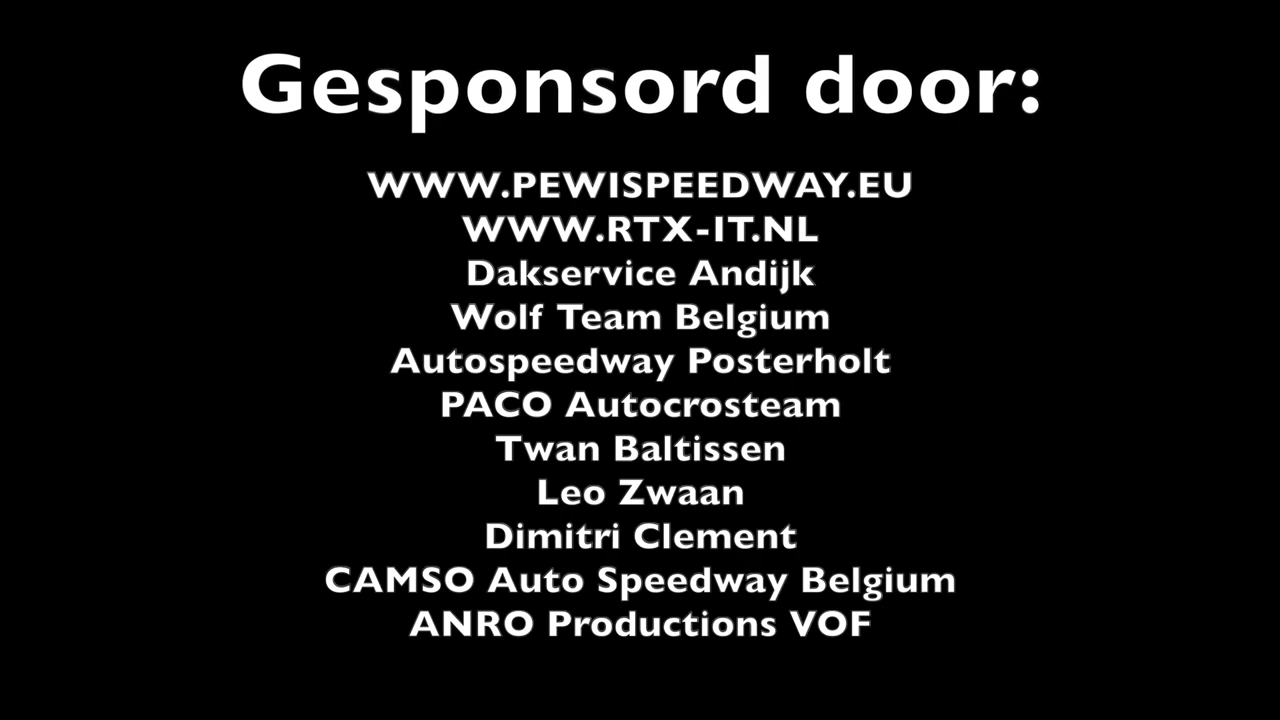 Gesponsord door:
WWW.PEWISPEEDWAY.EU
WWW.RTX-IT.NL
Dakservice Andijk
Wolf Team Belgium
Autospeedway Posterholt
PACO Autocrosteam
Twan Baltissen
Leo Zwaan
Dimitri Clement
CAMSO Auto Speedway Belgium
ANRO Productions VOF